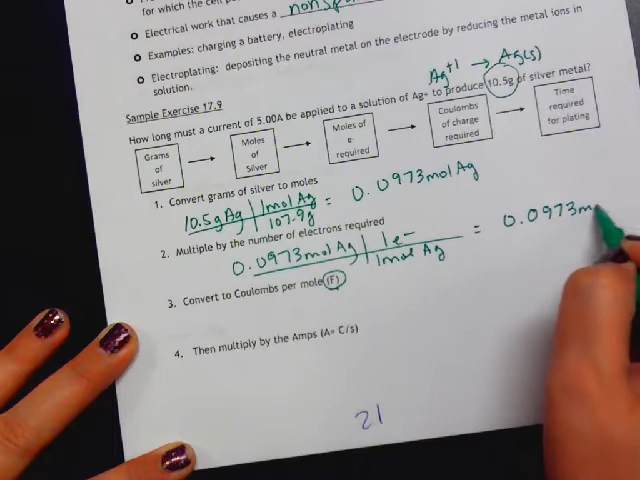 for which the cell po
Electrical work that causes a nonsp
Examples: charging a battery, electroplating
Electroplating: depositing the neutral metal on the electrode by reducing the metal ions in
solution.
Ag+1 → Ag(s)
Sample Exercise 17.9
How long must a current of 5.00A be applied to a solution of Ag+ to produce 10.5g of silver metal?
Grams of silver → Moles of Silver → Moles of e- required → Coulombs of charge required → Time required for plating
1. Convert grams of silver to moles
10.5g Ag | 1mol Ag = 0.0973mol Ag
107.9g
2. Multiple by the number of electrons required
0.0973mol Ag | 1e- = 0.0973m
1mol Ag
3. Convert to Coulombs per mole (F)
4. Then multiply by the Amps (A= C/s)
21